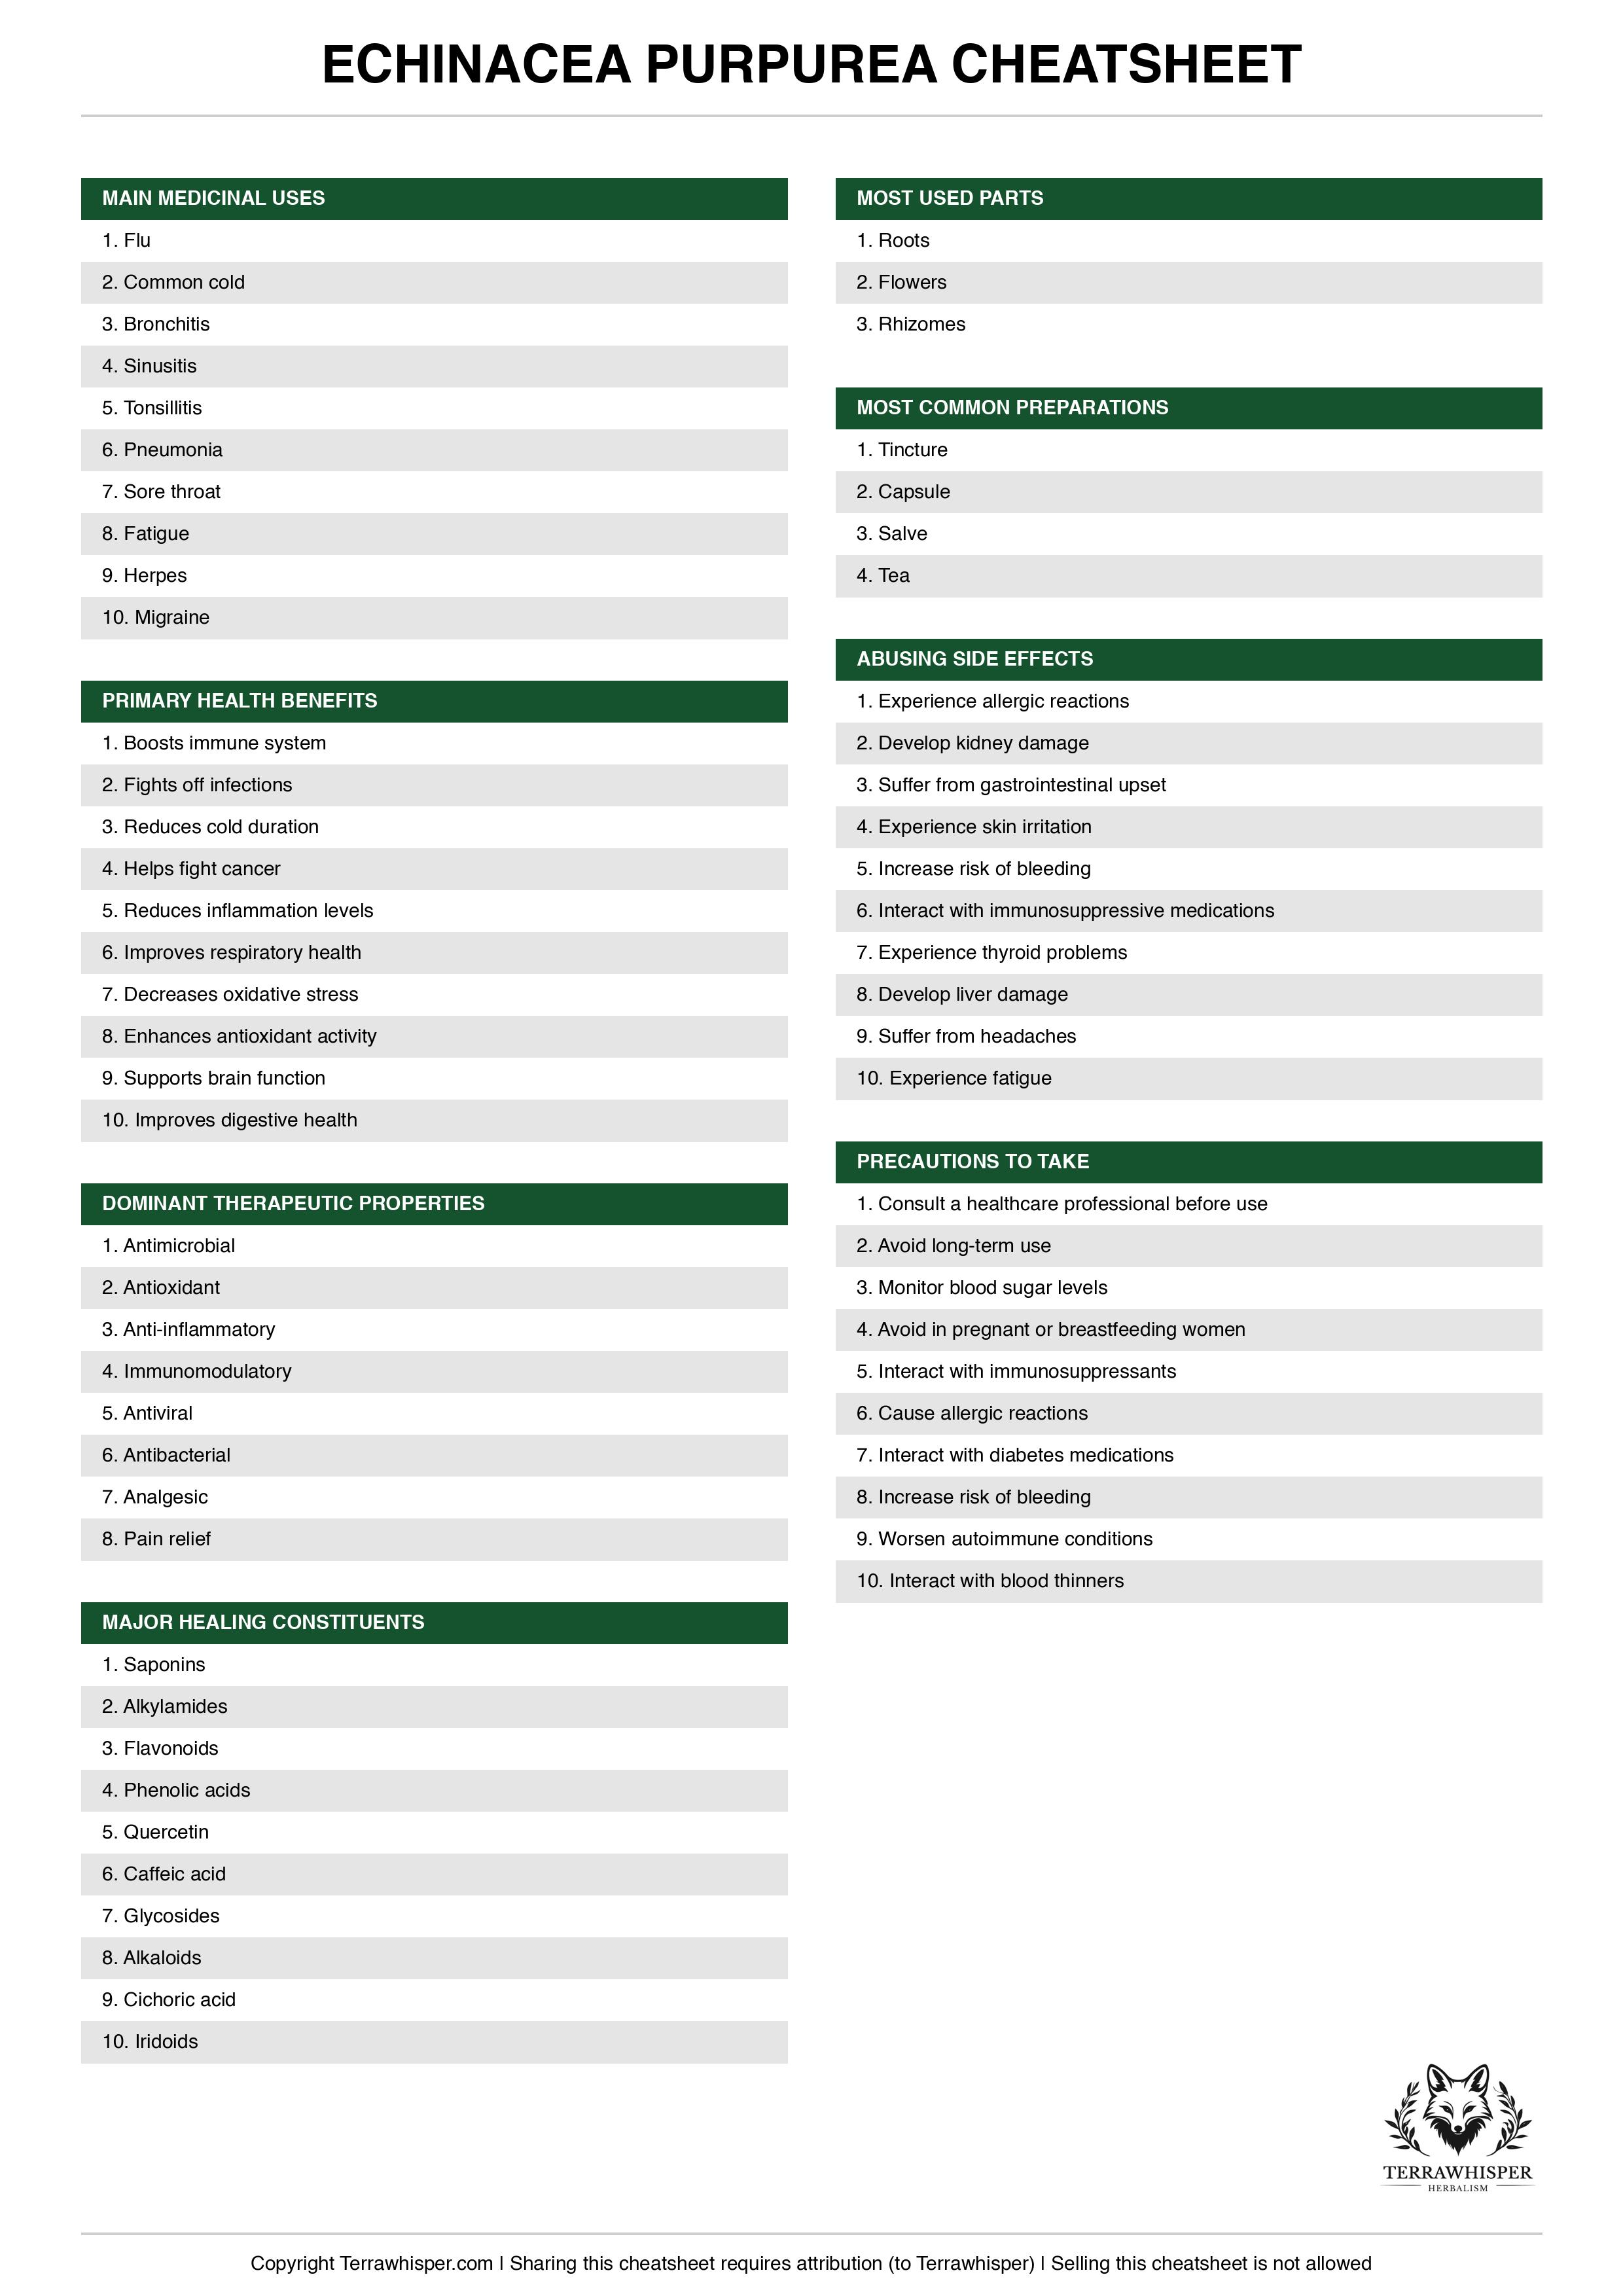 ECHINACEA PURPUREA CHEATSHEET
MAIN MEDICINAL USES
1. Flu
2. Common cold
3. Bronchitis
4. Sinusitis
5. Tonsillitis
6. Pneumonia
7. Sore throat
8. Fatigue
9. Herpes
10. Migraine
PRIMARY HEALTH BENEFITS
1. Boosts immune system
2. Fights off infections
3. Reduces cold duration
4. Helps fight cancer
5. Reduces inflammation levels
6. Improves respiratory health
7. Decreases oxidative stress
8. Enhances antioxidant activity
9. Supports brain function
10. Improves digestive health
DOMINANT THERAPEUTIC PROPERTIES
1. Antimicrobial
2. Antioxidant
3. Anti-inflammatory
4. Immunomodulatory
5. Antiviral
6. Antibacterial
7. Analgesic
8. Pain relief
MAJOR HEALING CONSTITUENTS
1. Saponins
2. Alkylamides
3. Flavonoids
4. Phenolic acids
5. Quercetin
6. Caffeic acid
7. Glycosides
8. Alkaloids
9. Cichoric acid
10. Iridoids
MOST USED PARTS
1. Roots
2. Flowers
3. Rhizomes
MOST COMMON PREPARATIONS
1. Tincture
2. Capsule
3. Salve
4. Tea
ABUSING SIDE EFFECTS
1. Experience allergic reactions
2. Develop kidney damage
3. Suffer from gastrointestinal upset
4. Experience skin irritation
5. Increase risk of bleeding
6. Interact with immunosuppressive medications
7. Experience thyroid problems
8. Develop liver damage
9. Suffer from headaches
10. Experience fatigue
PRECAUTIONS TO TAKE
1. Consult a healthcare professional before use
2. Avoid long-term use
3. Monitor blood sugar levels
4. Avoid in pregnant or breastfeeding women
5. Interact with immunosuppressants
6. Cause allergic reactions
7. Interact with diabetes medications
8. Increase risk of bleeding
9. Worsen autoimmune conditions
10. Interact with blood thinners
TERRAWHISPER
HERBALISM
Copyright Terrawhisper.com | Sharing this cheatsheet requires attribution (to Terrawhisper) | Selling this cheatsheet is not allowed